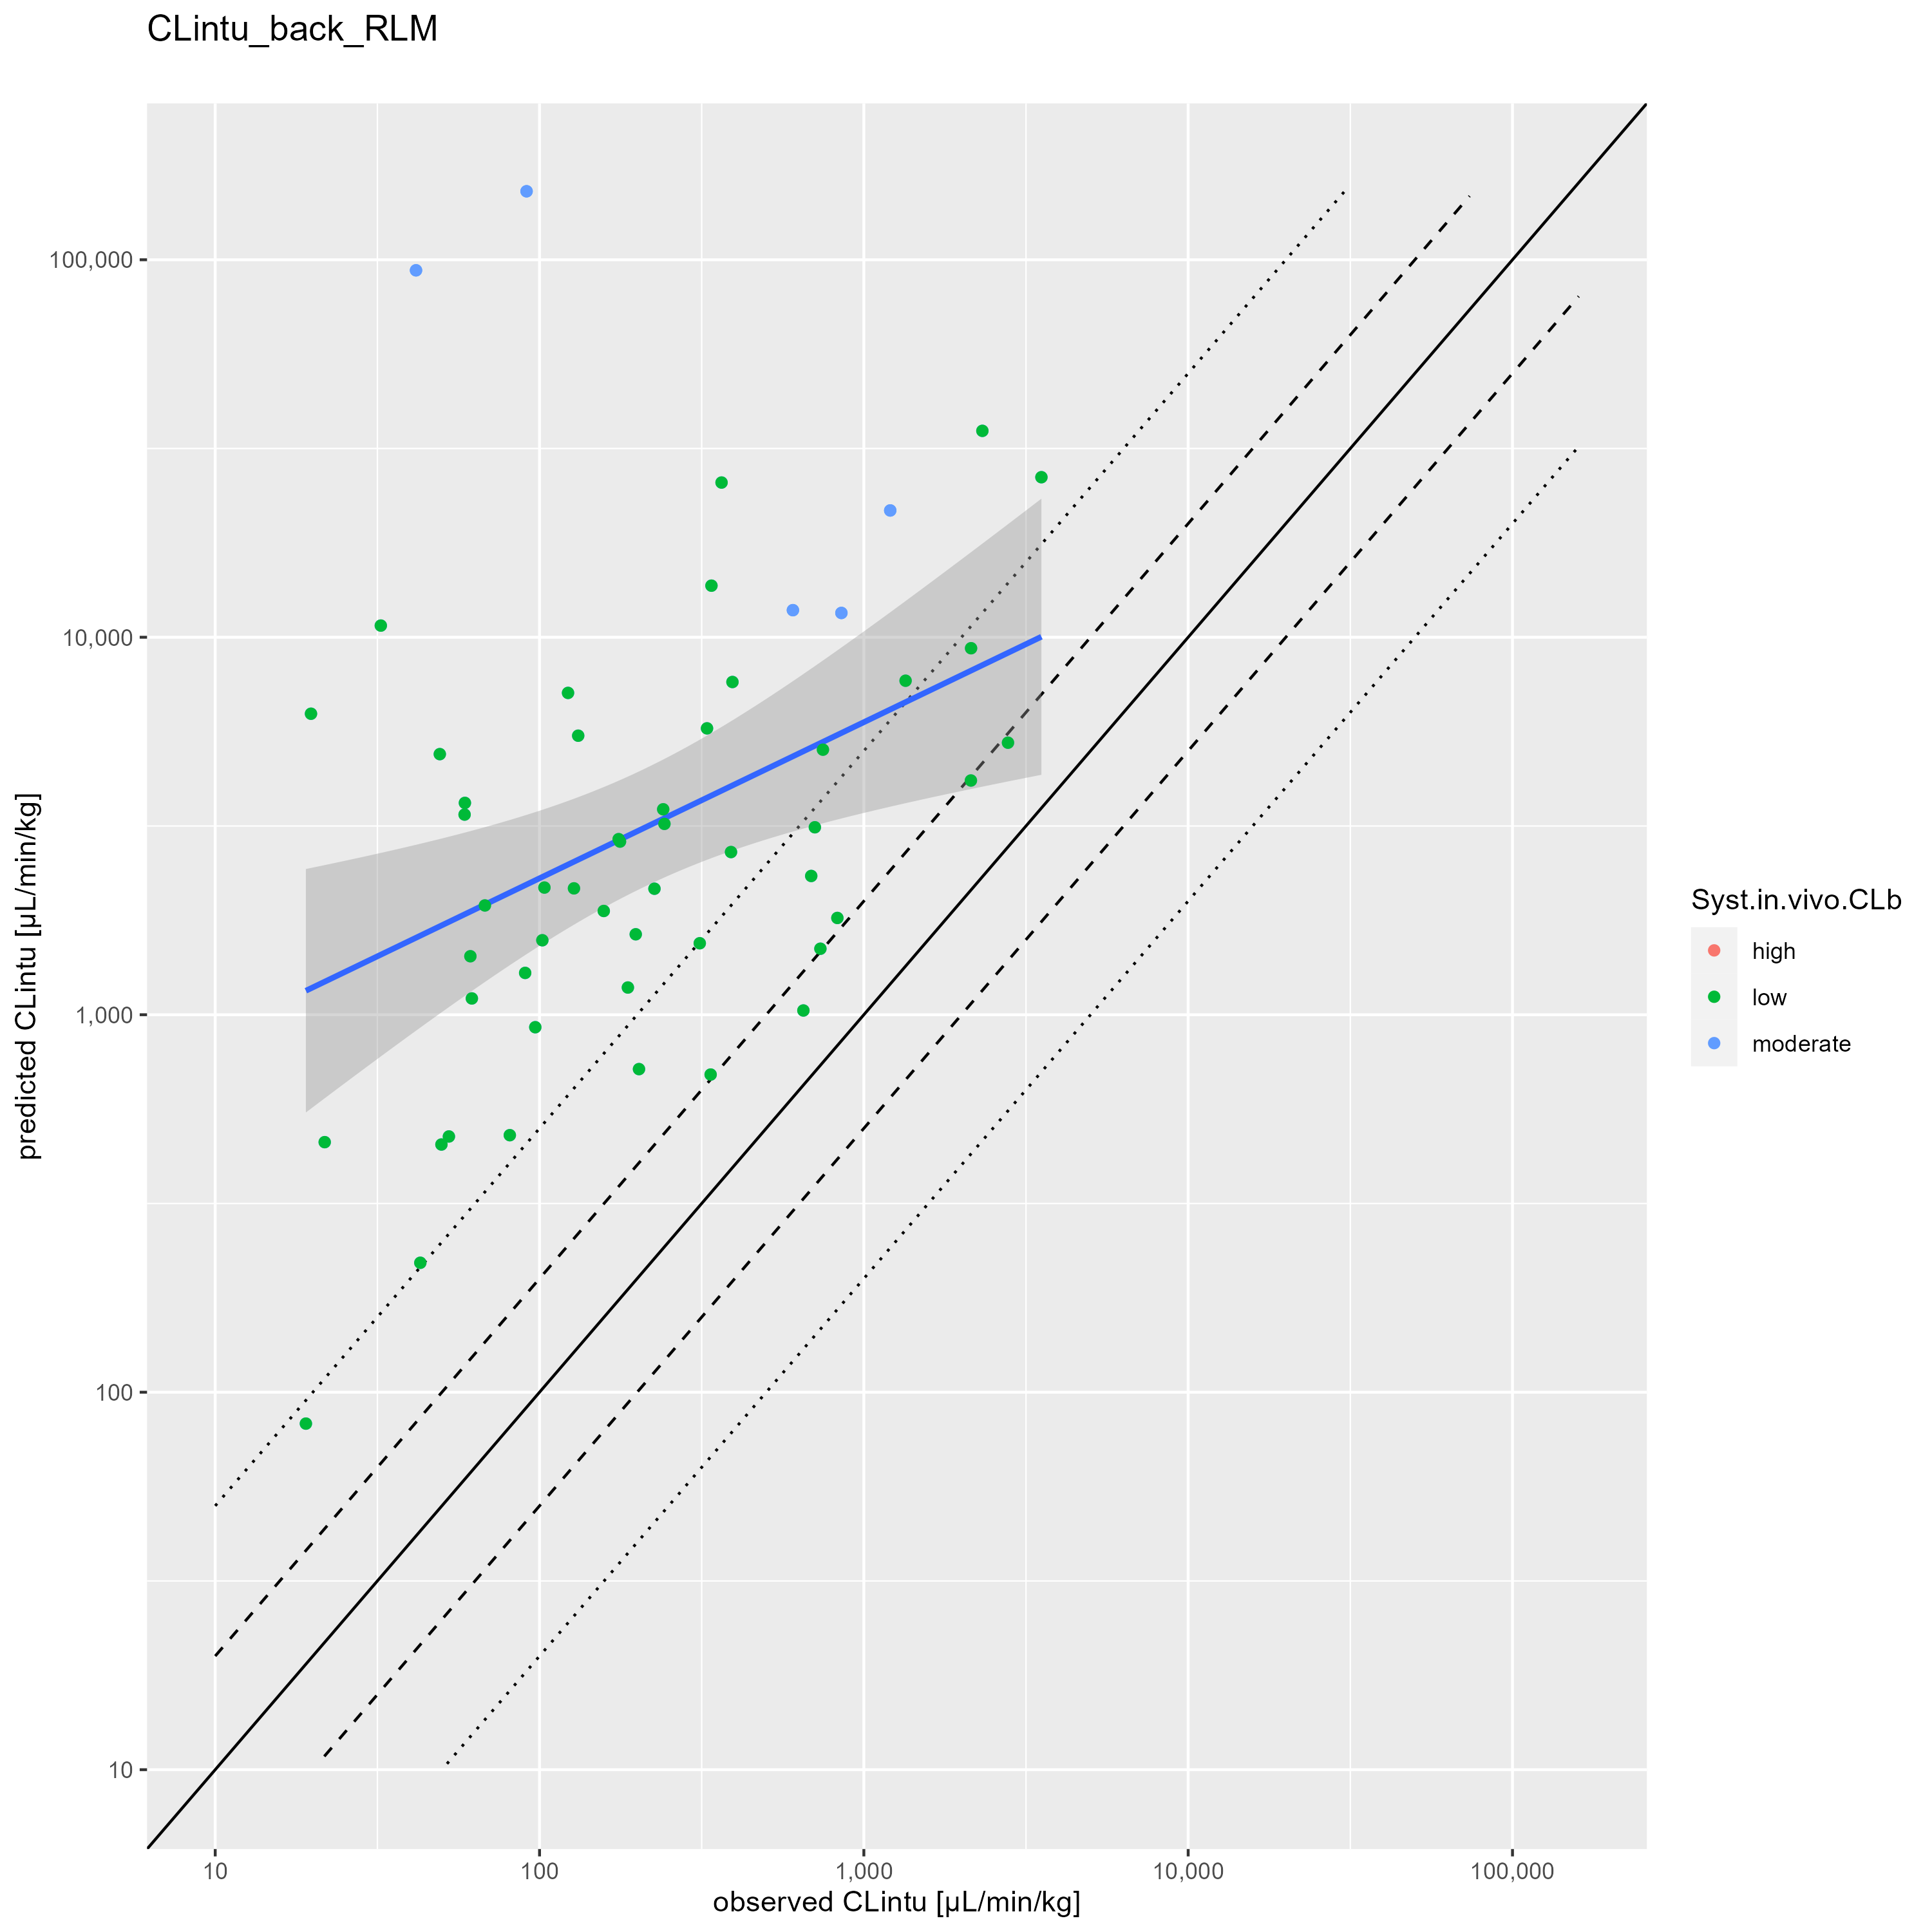 CLintu_back_RLM
predicted CLintu [µL/min/kg]
100,000
10,000
1,000
100
10
10
100
1,000
10,000
100,000
observed CLintu [µL/min/kg]
Syst.in.vivo.CLb
high
low
moderate